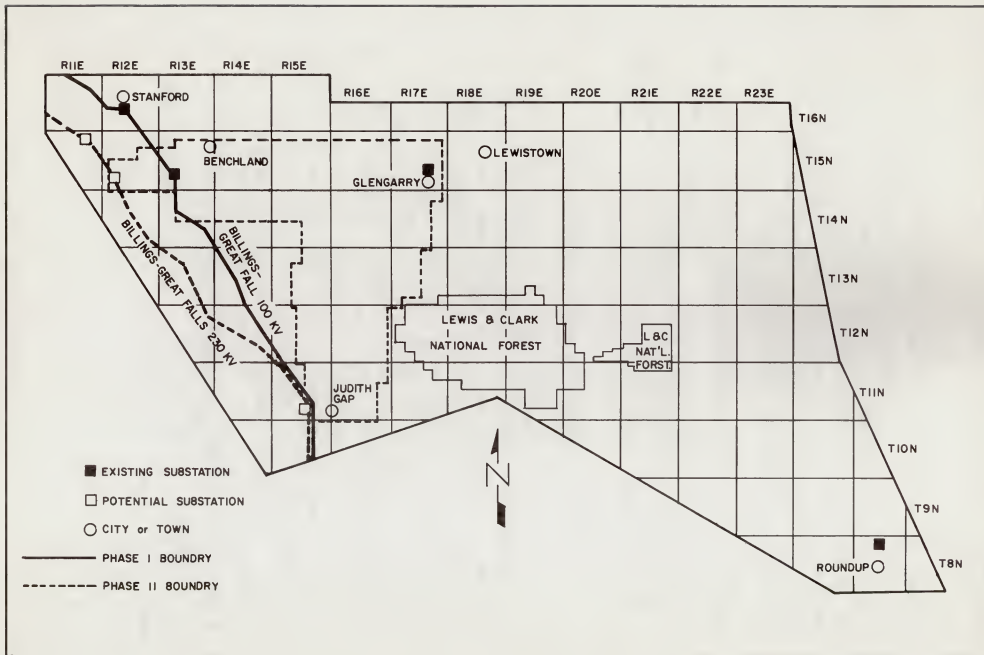 R11E R12E R13E R14E R15E
R16E R17E R18E R19E R20E R21E R22E R23E
STANFORD
T16N
BENCHLAND
LEWISTOWN
T15N
GLENGARRY
T14N
BILLINGS-
GREAT FALL 100 KV
BILLINGS-GREAT FALLS 230 KV
T13N
LEWIS & CLARK
NATIONAL FOREST
L&C
NAT'L.
FORST.
T12N
JUDITH
GAP
T11N
T10N
N
EXISTING SUBSTATION
POTENTIAL SUBSTATION
CITY or TOWN
PHASE I BOUNDRY
PHASE II BOUNDRY
T9N
ROUNDUP
T8N